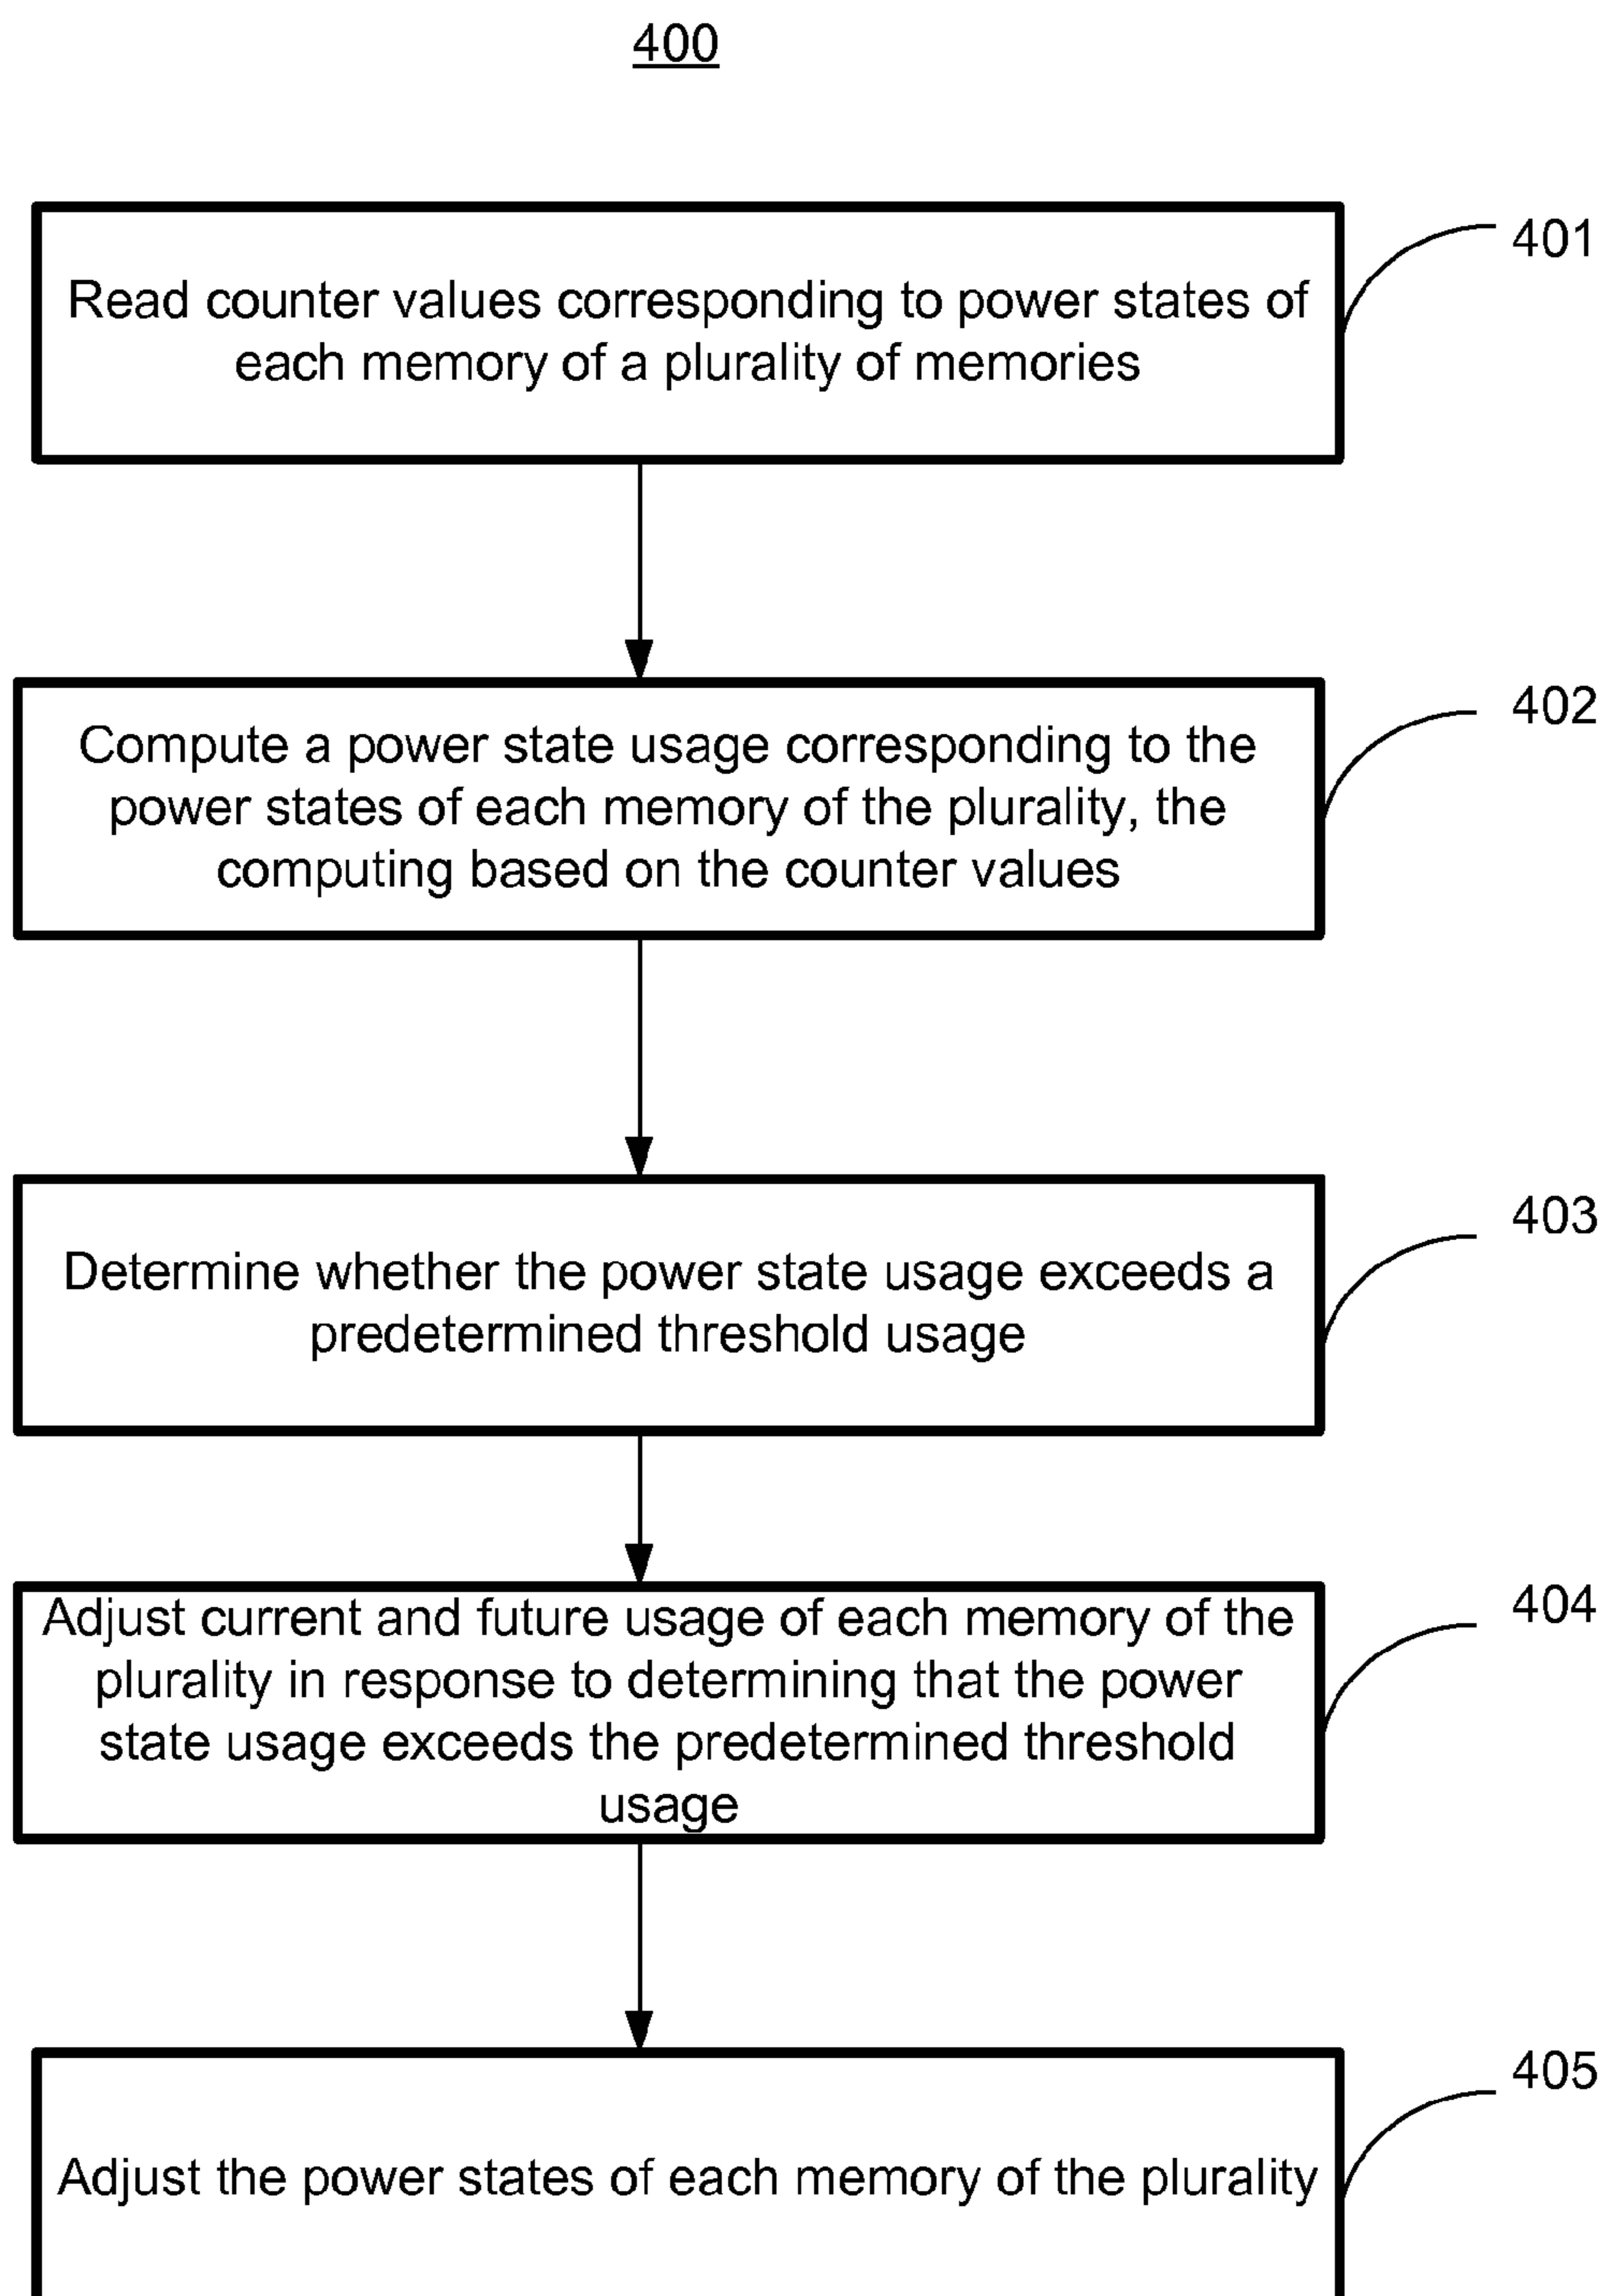 400
401
Read counter values corresponding to power states of
each memory of a plurality of memories
402
Compute a power state usage corresponding to the
power states of each memory of the plurality, the
computing based on the counter values
403
Determine whether the power state usage exceeds a
predetermined threshold usage
404
Adjust current and future usage of each memory of the
plurality in response to determining that the power
state usage exceeds the predetermined threshold
usage
405
Adjust the power states of each memory of the plurality